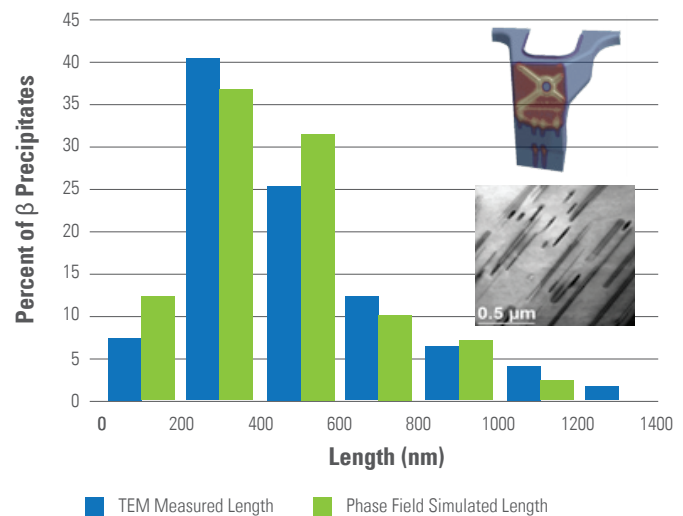 45
40
35
30
25
20
15
10
5
0
Percent of β Precipitates
0.5 μm
0 200 400 600 800 1000 1200 1400
Length (nm)
TEM Measured Length Phase Field Simulated Length